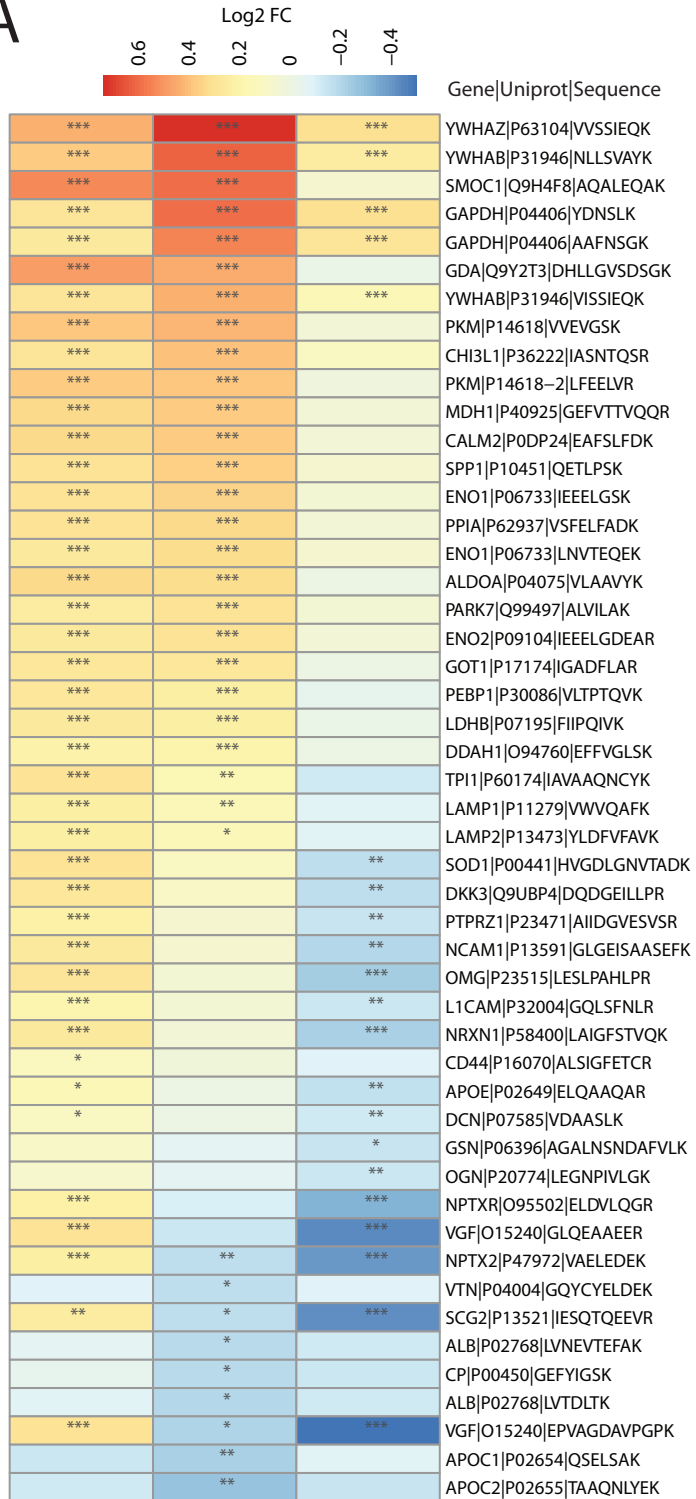 A
Log2 FC
0.6 0.4 0.2 0 −0.2 −0.4
Gene|Uniprot|Sequence
*** *** *** YWHAZ|P63104|VVSSIEQK
*** *** *** YWHAB|P31946|NLLSVAYK
*** *** SMOC1|Q9H4F8|AQALEQAK
*** *** *** GAPDH|P04406|YDNSLK
*** *** *** GAPDH|P04406|AAFNSGK
*** *** GDA|Q9Y2T3|DHLLGVSDSGK
*** *** *** YWHAB|P31946|VISSIEQK
*** *** PKM|P14618|VVEVGSK
*** *** CHI3L1|P36222|IASNTQSR
*** *** PKM|P14618−2|LFEELVR
*** *** MDH1|P40925|GEFVTTVQQR
*** *** CALM2|P0DP24|EAFSLFDK
*** *** SPP1|P10451|QETLPSK
*** *** ENO1|P06733|IEEELGSK
*** *** PPIA|P62937|VSFELFADK
*** *** ENO1|P06733|LNVTEQEK
*** *** ALDOA|P04075|VLAAVYK
*** *** PARK7|Q99497|ALVILAK
*** *** ENO2|P09104|IEEELGDEAR
*** *** GOT1|P17174|IGADFLAR
*** *** PEBP1|P30086|VLTPTQVK
*** *** LDHB|P07195|FIIPQIVK
*** *** DDAH1|O94760|EFFVGLSK
*** ** TPI1|P60174|IAVAAQNCYK
*** ** LAMP1|P11279|VWVQAFK
*** * LAMP2|P13473|YLDFVFAVK
*** ** SOD1|P00441|HVGDLGNVTADK
*** ** DKK3|Q9UBP4|DQDGEILLPR
*** ** PTPRZ1|P23471|AIIDGVESVSR
*** ** NCAM1|P13591|GLGEISAASEFK
*** *** OMG|P23515|LESLPAHLPR
*** ** L1CAM|P32004|GQLSFNLR
*** *** NRXN1|P58400|LAIGFSTVQK
* CD44|P16070|ALSIGFETCR
* ** APOE|P02649|ELQAAQAR
* ** DCN|P07585|VDAASLK
* GSN|P06396|AGALNSNDAFVLK
** OGN|P20774|LEGNPIVLGK
*** *** NPTXR|O95502|ELDVLQGR
*** *** VGF|O15240|GLQEAAEER
*** ** *** NPTX2|P47972|VAELEDEK
* VTN|P04004|GQYCYELDEK
** * *** SCG2|P13521|IESQTQEEVR
* ALB|P02768|LVNEVTEFAK
* CP|P00450|GEFYIGSK
* ALB|P02768|LVTDLTK
*** * *** VGF|O15240|EPVAGDAVPGPK
** APOC1|P02654|QSELSAK
** APOC2|P02655|TAAQNLYEK